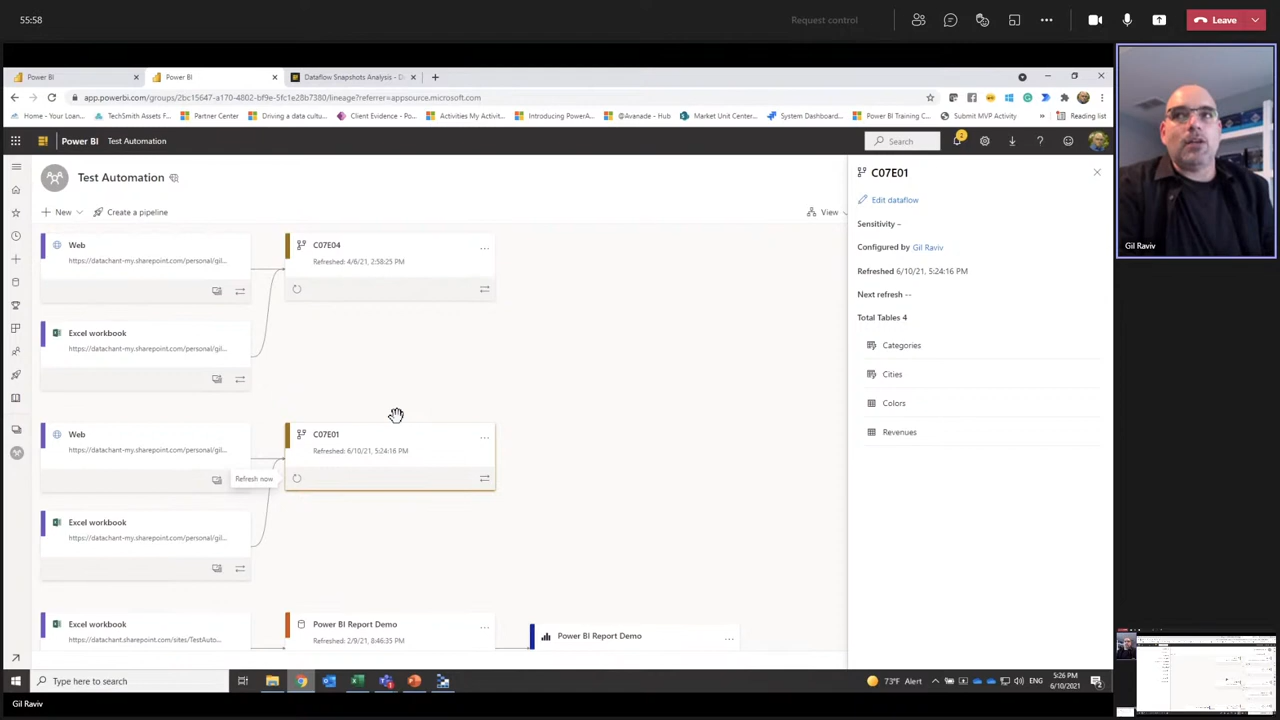 55:58
Request control
Leave
Power BI
Power BI
Dataflow Snapshots Analysis - D
app.powerbi.com/groups/2bc15647-a170-4802-bf9e-5fc1e28b7380/lineage?referrer=appsource.microsoft.com
Home - Your Loan...
TechSmith Assets F...
Partner Center
Driving a data cultu...
Client Evidence - P...
Activities My Activit...
Introducing PowerA...
@Avanade - Hub
Market Unit Center...
System Dashboard...
Power BI Training C...
Submit MVP Activity
»
Reading list
Power BI
Test Automation
Search
2
Test Automation
New
Create a pipeline
View
Web
https://datachant-my.sharepoint.com/personal/gil...
C07E04
Refreshed: 4/6/21, 2:58:25 PM
Excel workbook
https://datachant-my.sharepoint.com/personal/gil...
Web
https://datachant-my.sharepoint.com/personal/gil...
Refresh now
C07E01
Refreshed: 6/10/21, 5:24:16 PM
Excel workbook
https://datachant-my.sharepoint.com/personal/gil...
Excel workbook
https://datachant.sharepoint.com/sites/TestAuto...
Power BI Report Demo
Refreshed: 2/9/21, 8:46:35 PM
Power BI Report Demo
C07E01
Edit dataflow
Sensitivity –
Configured by Gil Raviv
Refreshed 6/10/21, 5:24:16 PM
Next refresh --
Total Tables 4
Categories
Cities
Colors
Revenues
Gil Raviv
Type here to search
73°F Alert
5:26 PM
6/10/2021
2
Gil Raviv